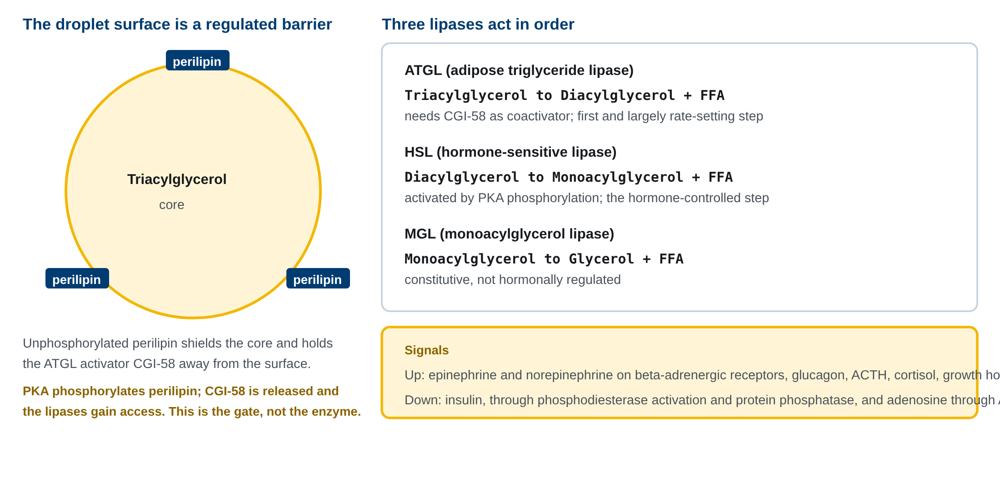 The droplet surface is a regulated barrier
perilipin
Triacylglycerol
core
perilipin
perilipin
Unphosphorylated perilipin shields the core and holds
the ATGL activator CGI-58 away from the surface.
PKA phosphorylates perilipin; CGI-58 is released and
the lipases gain access. This is the gate, not the enzyme.
Three lipases act in order
ATGL (adipose triglyceride lipase)
Triacylglycerol to Diacylglycerol + FFA
needs CGI-58 as coactivator; first and largely rate-setting step
HSL (hormone-sensitive lipase)
Diacylglycerol to Monoacylglycerol + FFA
activated by PKA phosphorylation; the hormone-controlled step
MGL (monoacylglycerol lipase)
Monoacylglycerol to Glycerol + FFA
constitutive, not hormonally regulated
Signals
Up: epinephrine and norepinephrine on beta-adrenergic receptors, glucagon, ACTH, cortisol, growth ho
Down: insulin, through phosphodiesterase activation and protein phosphatase, and adenosine through